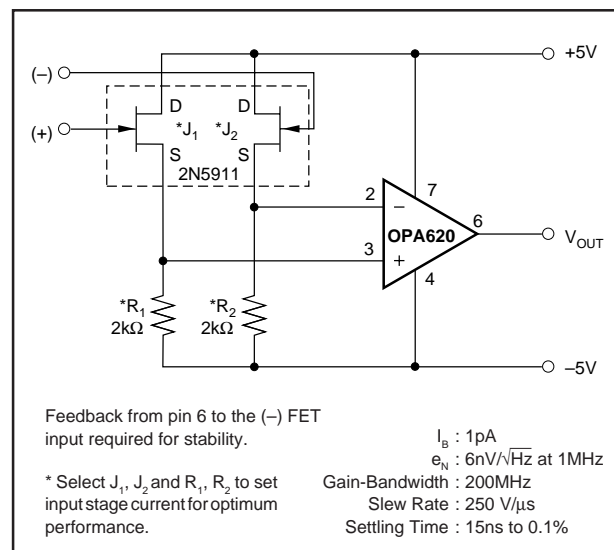 +5V
(–)
D
D
(+)
*J₁
*J₂
S
S
2N5911
2
–
7
OPA620
6
V_OUT
3
+
4
*R₁
2kΩ
*R₂
2kΩ
–5V
Feedback from pin 6 to the (–) FET
input required for stability.
* Select J₁, J₂ and R₁, R₂ to set
input stage current for optimum
performance.
I_B : 1pA
e_N : 6nV/√Hz at 1MHz
Gain-Bandwidth : 200MHz
Slew Rate : 250 V/µs
Settling Time : 15ns to 0.1%